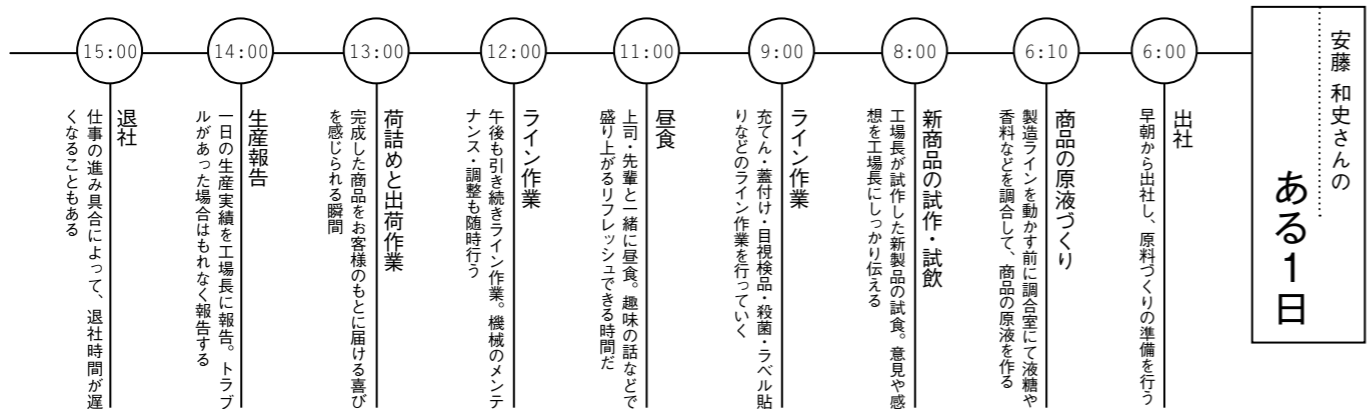 安藤 和史さんの
ある1日
6:00
出社
早朝から出社し、原料づくりの準備を行う
6:10
商品の原液づくり
製造ラインを動かす前に調合室にて液糖や
香料などを調合して、商品の原液を作る
8:00
新商品の試作・試飲
工場長が試作した新製品の試食。意見や感
想を工場長にしっかり伝える
9:00
ライン作業
充てん・蓋付け・目視検品・殺菌・ラベル貼
りなどのライン作業を行っていく
11:00
昼食
上司・先輩と一緒に昼食。趣味の話などで
盛り上がるリフレッシュできる時間だ
12:00
ライン作業
午後も引き続きライン作業。機械のメンテ
ナンス・調整も随時行う
13:00
荷詰めと出荷作業
完成した商品をお客様のもとに届ける喜び
を感じられる瞬間
14:00
生産報告
一日の生産実績を工場長に報告。トラブ
ルがあった場合はもれなく報告する
15:00
退社
仕事の進み具合によって、退社時間が遅
くなることもある